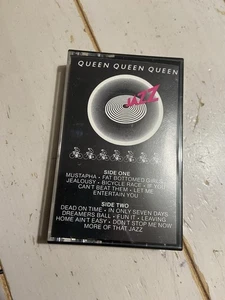 QUEEN QUEEN QUEEN
JAZZ
SIDE ONE
MUSTAPHA • FAT BOTTOMED GIRLS
JEALOUSY • BICYCLE RACE • IF YOU
CAN'T BEAT THEM • LET ME
ENTERTAIN YOU
SIDE TWO
DEAD ON TIME • IN ONLY SEVEN DAYS
DREAMERS BALL • FUN IT • LEAVING
HOME AIN'T EASY • DON'T STOP ME NOW
MORE OF THAT JAZZ